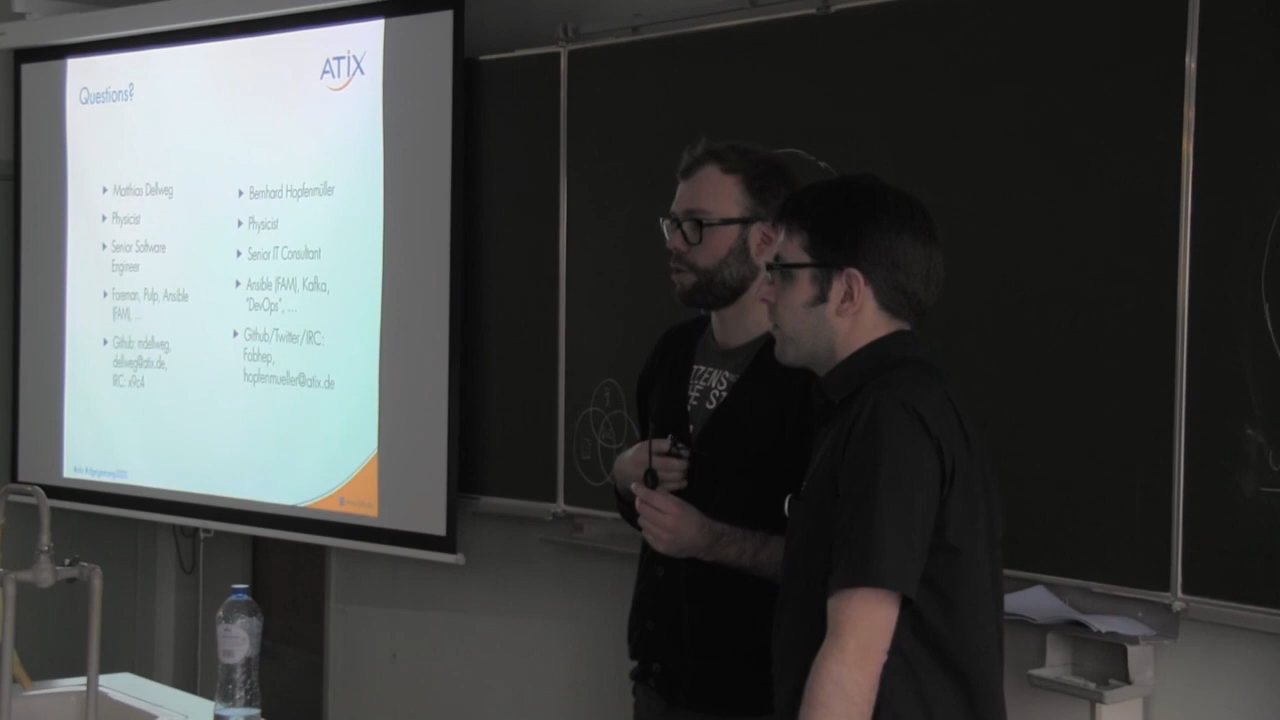 ATIX
Questions?
Matthias Dellweg
Physicist
Senior Software
Engineer
Foreman, Pulp, Ansible
(FAM), ...
Github: mdellweg,
dellweg@atix.de,
IRC: x9c4
Bernhard Hopfenmüller
Physicist
Senior IT Consultant
Ansible (FAM), Kafka,
"DevOps", ...
Github/Twitter/IRC:
Fobhep,
hopfenmueller@atix.de
ZENS